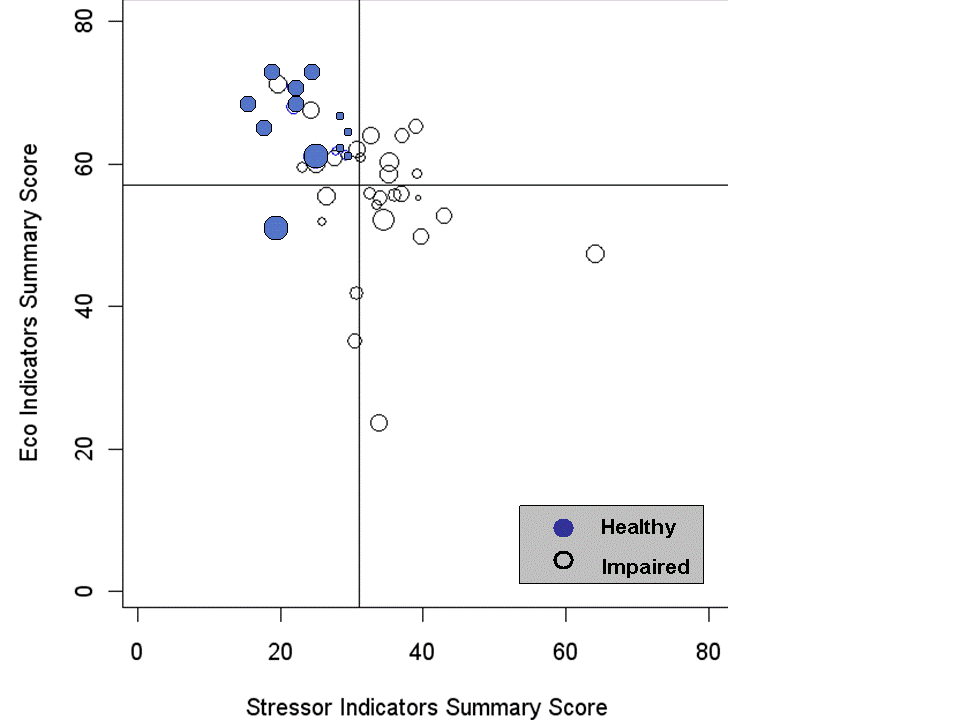 80
60
40
20
0
Eco Indicators Summary Score
Healthy
Impaired
0 20 40 60 80
Stressor Indicators Summary Score